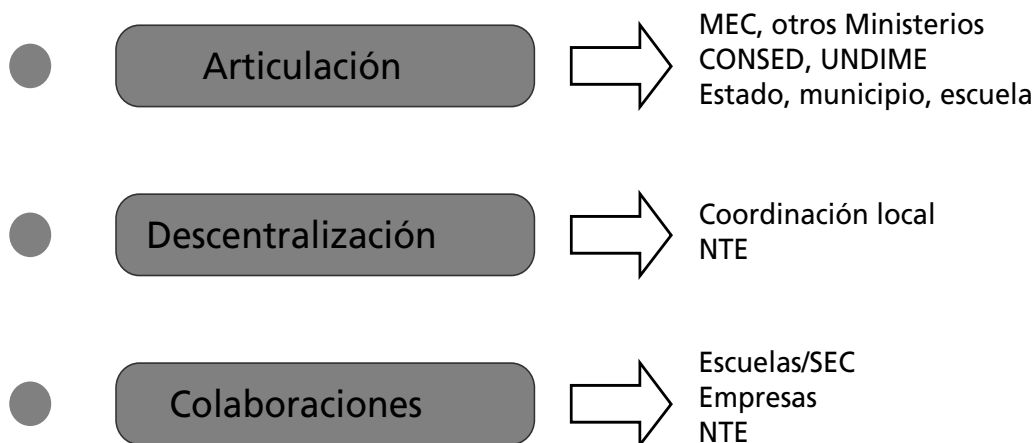 Articulación
MEC, otros Ministerios
CONSED, UNDIME
Estado, municipio, escuela
Descentralización
Coordinación local
NTE
Colaboraciones
Escuelas/SEC
Empresas
NTE